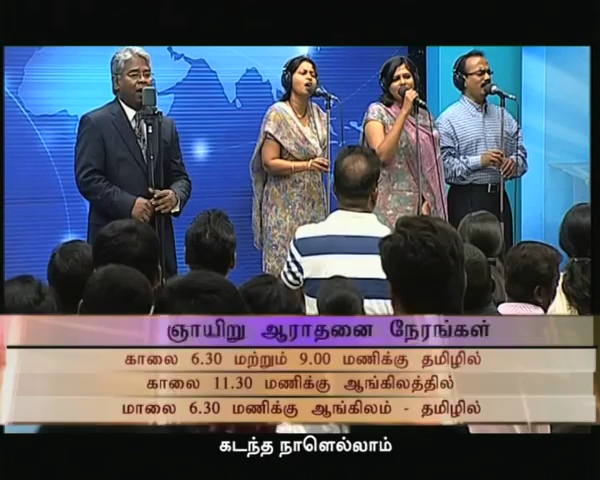 ஞாயிறு ஆராதனை நேரங்கள்
காலை 6.30 மற்றும் 9.00 மணிக்கு தமிழில்
காலை 11.30 மணிக்கு ஆங்கிலத்தில்
மாலை 6.30 மணிக்கு ஆங்கிலம் - தமிழில்
கடந்த நாளெல்லாம்